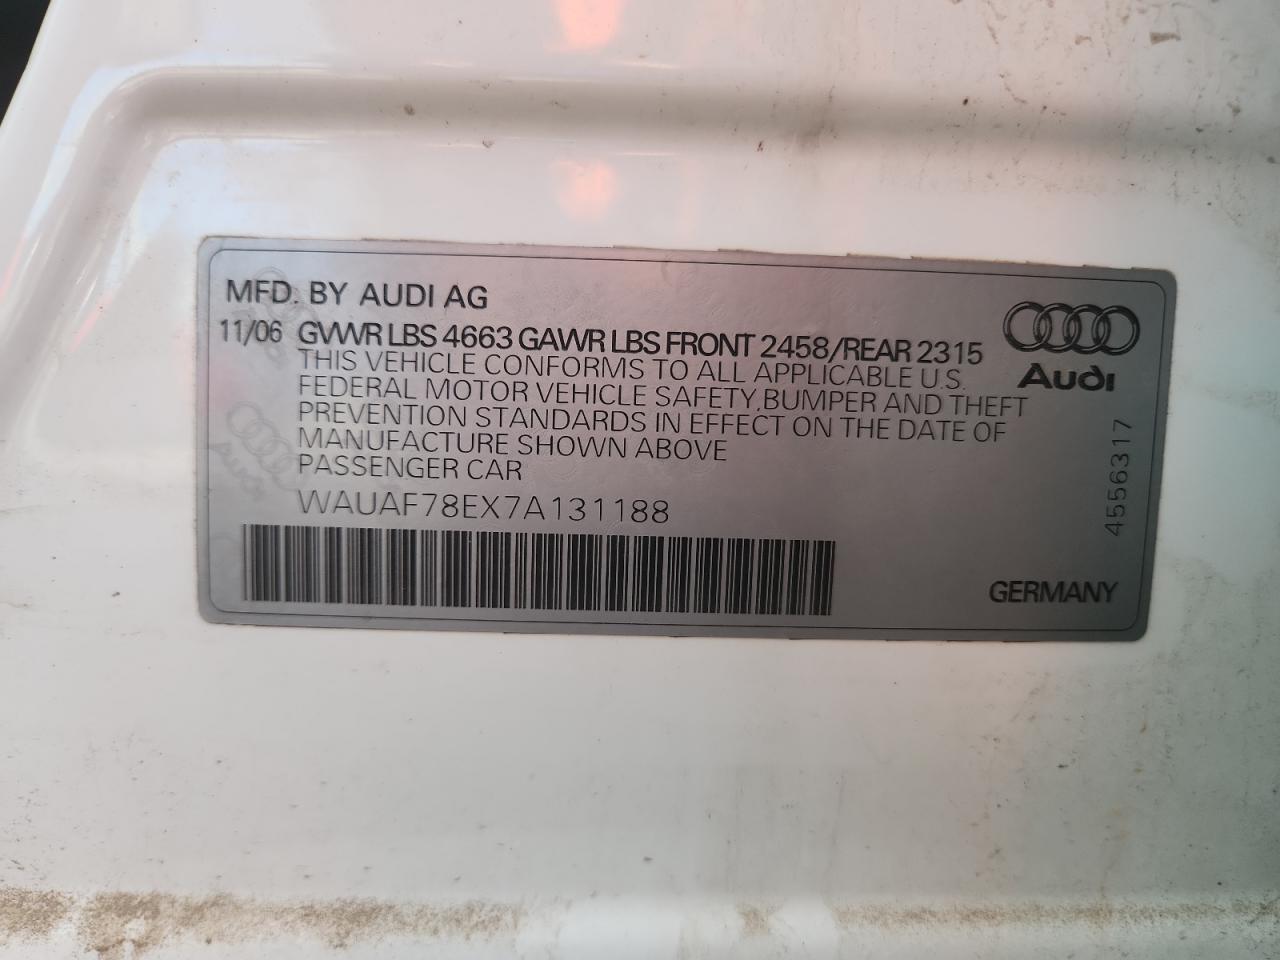 MFD. BY AUDI AG
11/06 GVWR LBS 4663 GAWR LBS FRONT 2458/REAR 2315
THIS VEHICLE CONFORMS TO ALL APPLICABLE U.S.
FEDERAL MOTOR VEHICLE SAFETY,BUMPER AND THEFT
PREVENTION STANDARDS IN EFFECT ON THE DATE OF
MANUFACTURE SHOWN ABOVE
PASSENGER CAR
WAUAF78EX7A131188
Audi
4556317
GERMANY
Audi